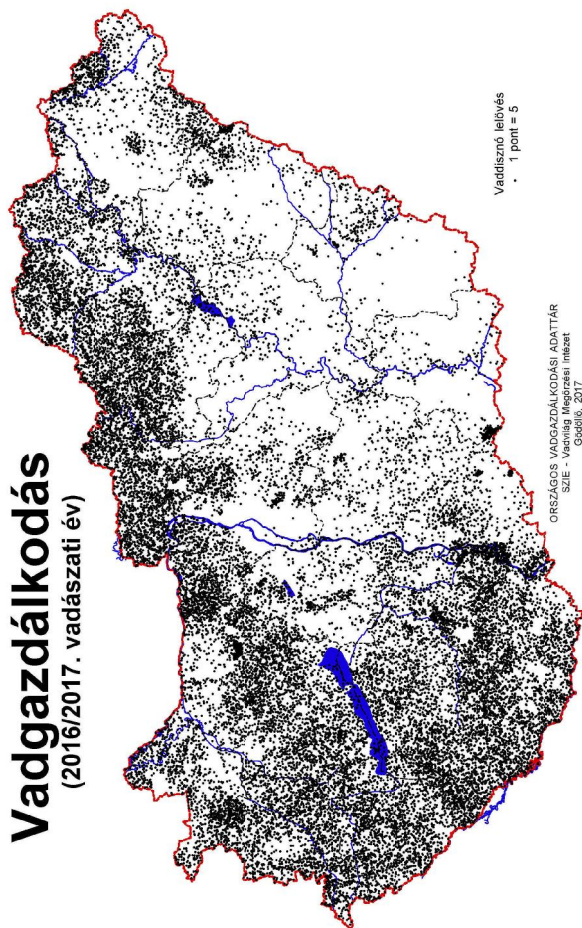 Vadgazdálkodás
(2016/2017. vadászati év)
Vaddisznó lelövés
1 pont = 5
ORSZÁGOS VADGAZDÁLKODÁSI ADATTÁR
SZIE - Vadvilág Megőrzési Intézet
Gödöllő, 2017